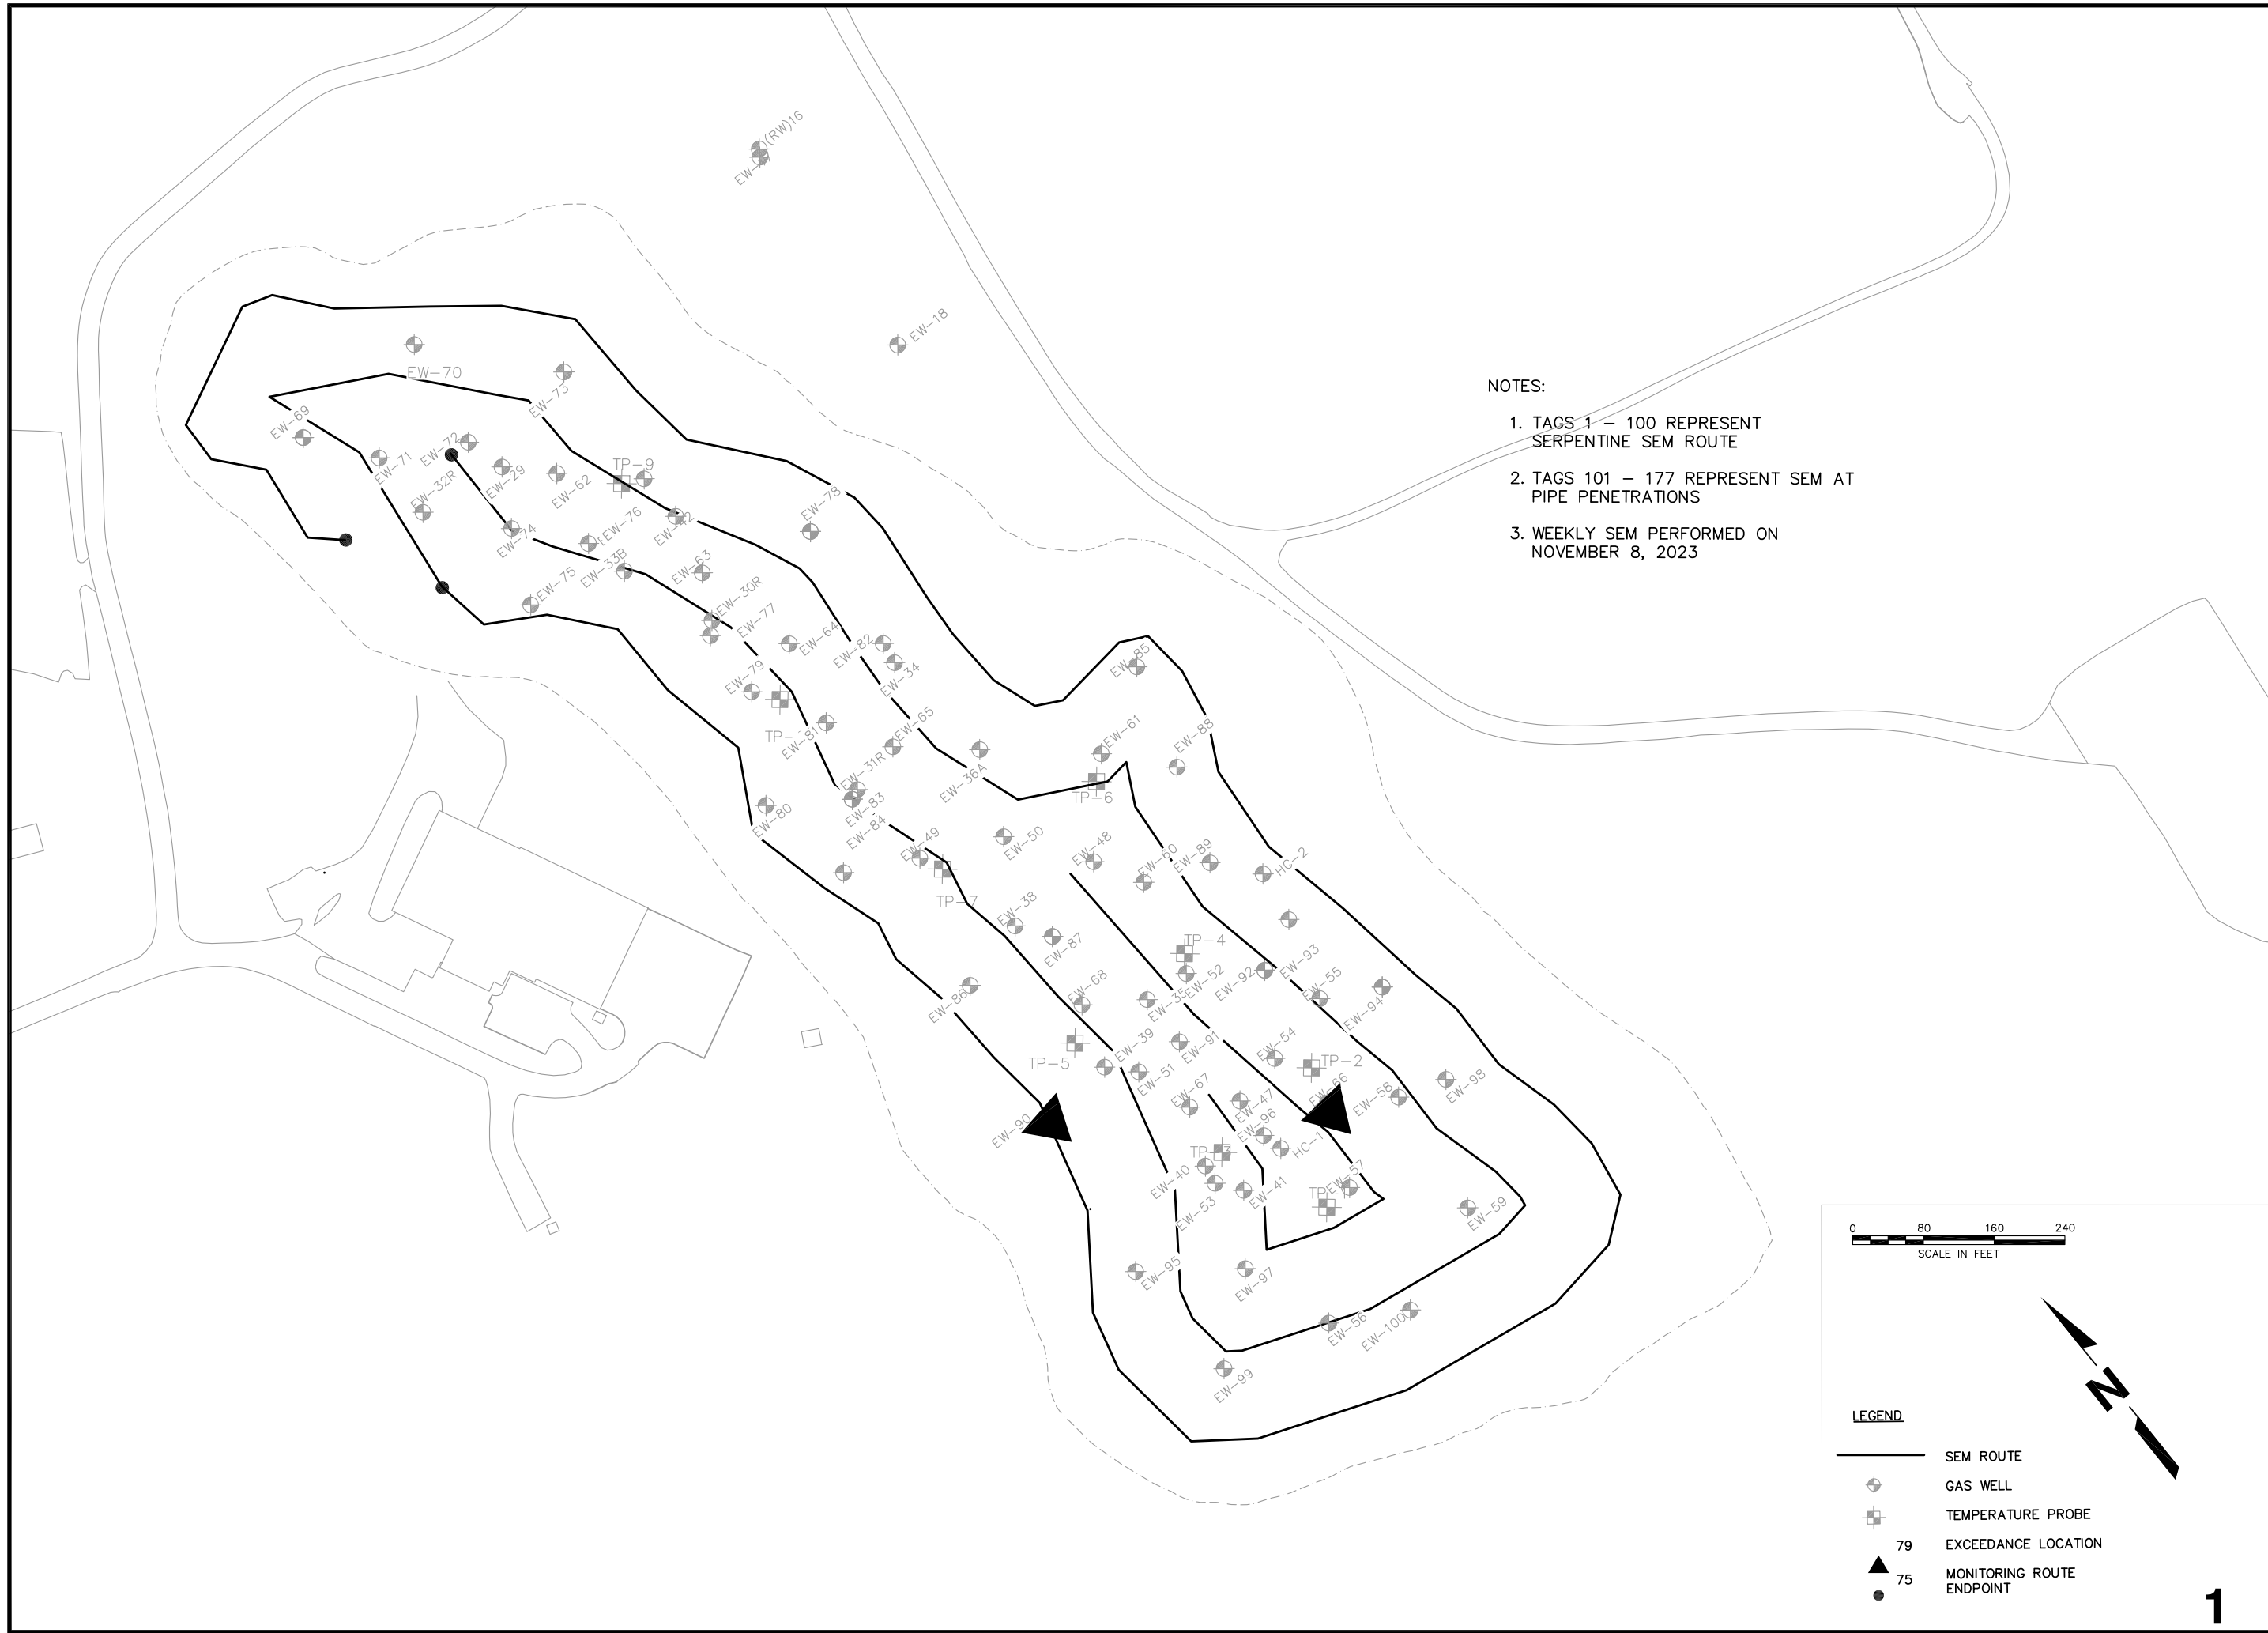 (RW)16
EW-18
EW-70
EW-73
EW-69
EW-72
EW-71
EW-32R
EW-29
EW-62
TP-9
EW-78
EW-74
EW-76
EW-42
EW-33B
EW-75
EW-63
EW-30R
EW-77
EW-64
EW-82
EW-34
EW-79
EW-85
TP-
EW-81
EW-65
EW-61
EW-88
EW-31R
EW-36A
TP-6
EW-80
EW-83
EW-84
EW-49
EW-50
EW-48
EW-60
EW-89
HC-2
TP-7
EW-38
EW-87
TP-4
EW-86
EW-68
EW-35
EW-52
EW-92
EW-93
EW-55
EW-94
TP-5
EW-39
EW-51
EW-91
EW-54
TP-2
EW-66
EW-58
EW-98
EW-90
EW-67
EW-47
EW-96
HC-1
TP-3
EW-40
EW-53
EW-41
TP-
EW-57
EW-59
EW-95
EW-97
EW-56
EW-100
EW-99
NOTES:
1. TAGS 1 - 100 REPRESENT
SERPENTINE SEM ROUTE
2. TAGS 101 - 177 REPRESENT SEM AT
PIPE PENETRATIONS
3. WEEKLY SEM PERFORMED ON
NOVEMBER 8, 2023
0 80 160 240
SCALE IN FEET
N
LEGEND
SEM ROUTE
GAS WELL
TEMPERATURE PROBE
79 EXCEEDANCE LOCATION
75 MONITORING ROUTE
ENDPOINT
1